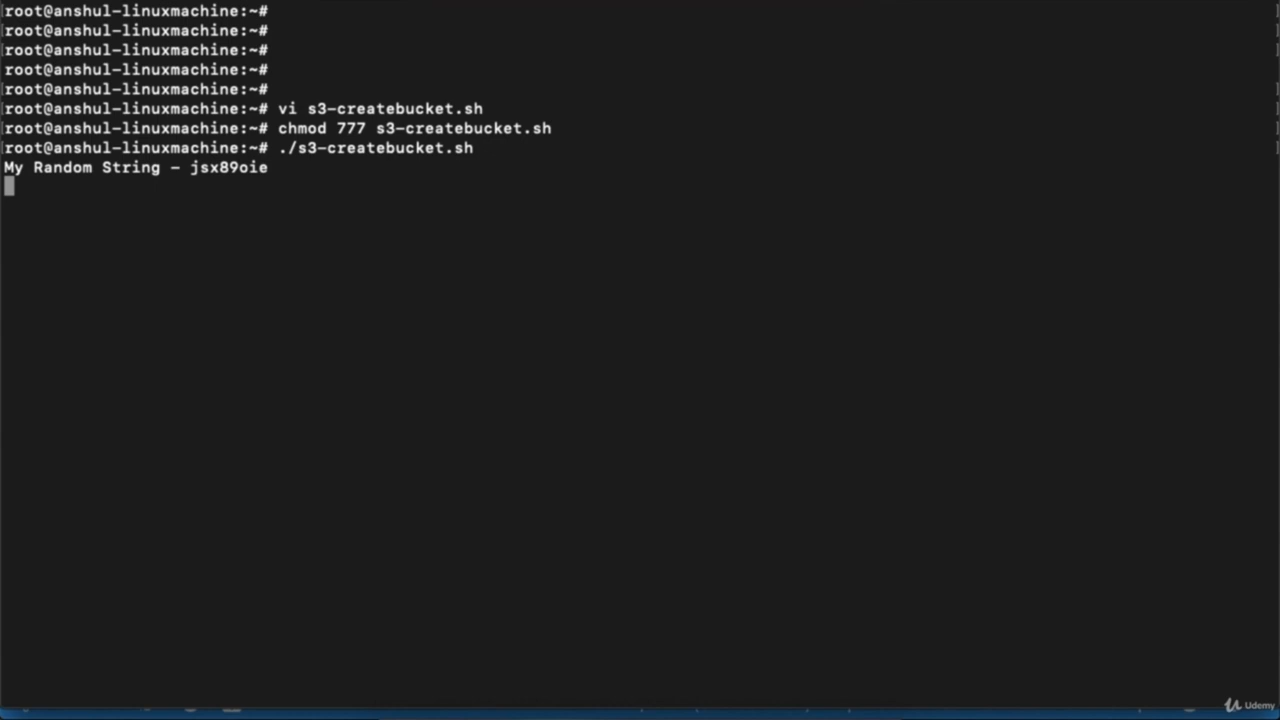 root@anshul-linuxmachine:~#
root@anshul-linuxmachine:~#
root@anshul-linuxmachine:~#
root@anshul-linuxmachine:~#
root@anshul-linuxmachine:~#
root@anshul-linuxmachine:~# vi s3-createbucket.sh
root@anshul-linuxmachine:~# chmod 777 s3-createbucket.sh
root@anshul-linuxmachine:~# ./s3-createbucket.sh
My Random String - jsx89oie
Udemy